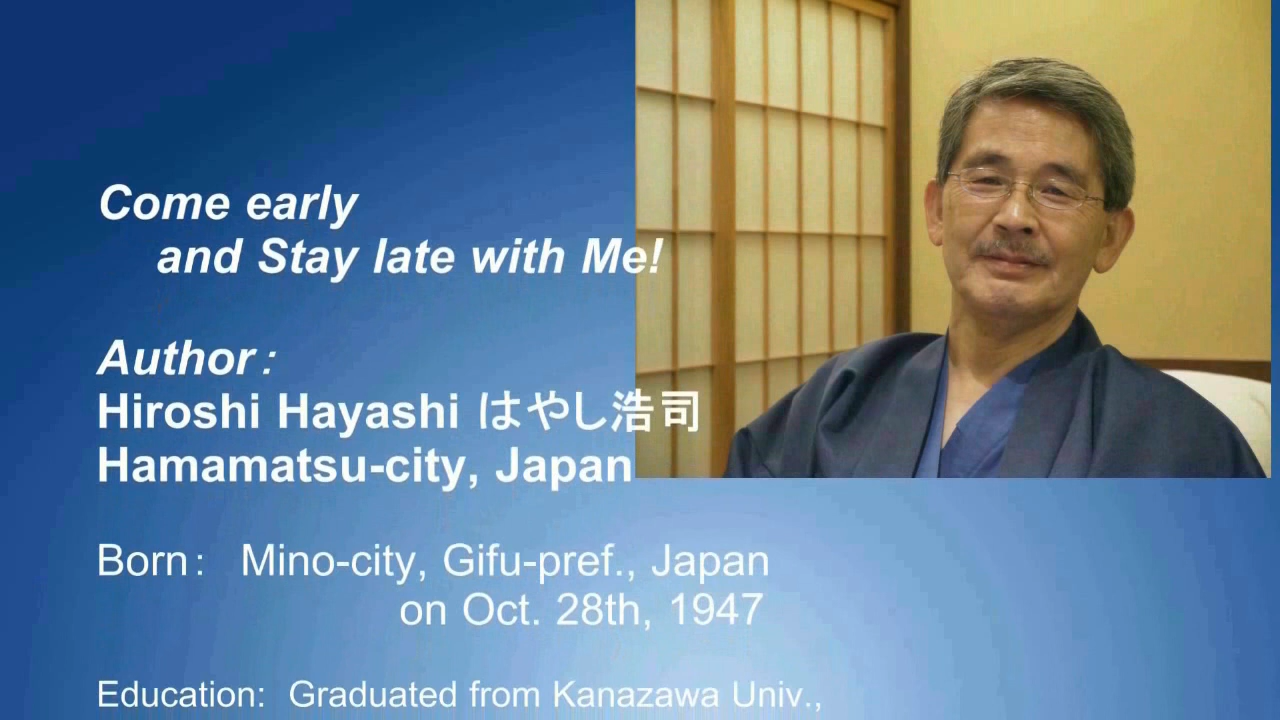 Come early
and Stay late with Me!
Author：
Hiroshi Hayashi はやし浩司
Hamamatsu-city, Japan
Born： Mino-city, Gifu-pref., Japan
on Oct. 28th, 1947
Education: Graduated from Kanazawa Univ.,